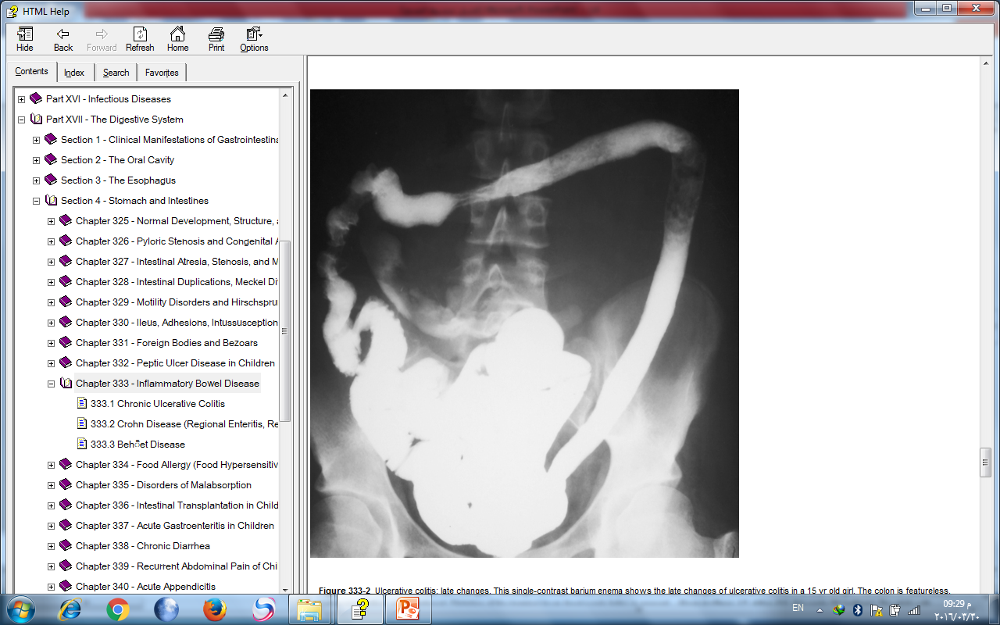 HTML Help
Hide Back Forward Refresh Home Print Options
Contents Index Search Favorites
Part XVI - Infectious Diseases
Part XVII - The Digestive System
Section 1 - Clinical Manifestations of Gastrointestina
Section 2 - The Oral Cavity
Section 3 - The Esophagus
Section 4 - Stomach and Intestines
Chapter 325 - Normal Development, Structure, a
Chapter 326 - Pyloric Stenosis and Congenital A
Chapter 327 - Intestinal Atresia, Stenosis, and M
Chapter 328 - Intestinal Duplications, Meckel Di
Chapter 329 - Motility Disorders and Hirschspru
Chapter 330 - Ileus, Adhesions, Intussusception
Chapter 331 - Foreign Bodies and Bezoars
Chapter 332 - Peptic Ulcer Disease in Children
Chapter 333 - Inflammatory Bowel Disease
333.1 Chronic Ulcerative Colitis
333.2 Crohn Disease (Regional Enteritis, Re
333.3 Disease
Chapter 334 - Food Allergy (Food Hypersensitiv
Chapter 335 - Disorders of Malabsorption
Chapter 336 - Intestinal Transplantation in Child
Chapter 337 - Acute Gastroenteritis in Children
Chapter 338 - Chronic Diarrhea
Chapter 339 - Recurrent Abdominal Pain of Chi
Chapter 340 - Acute Appendicitis
Figure 333-2 Ulcerative colitis: late changes. This single-contrast barium enema shows the late changes of ulcerative colitis in a 15 yr old girl. The colon is featureless,
EN
09:29 م
٢٠١٦/٠٣/٣٠